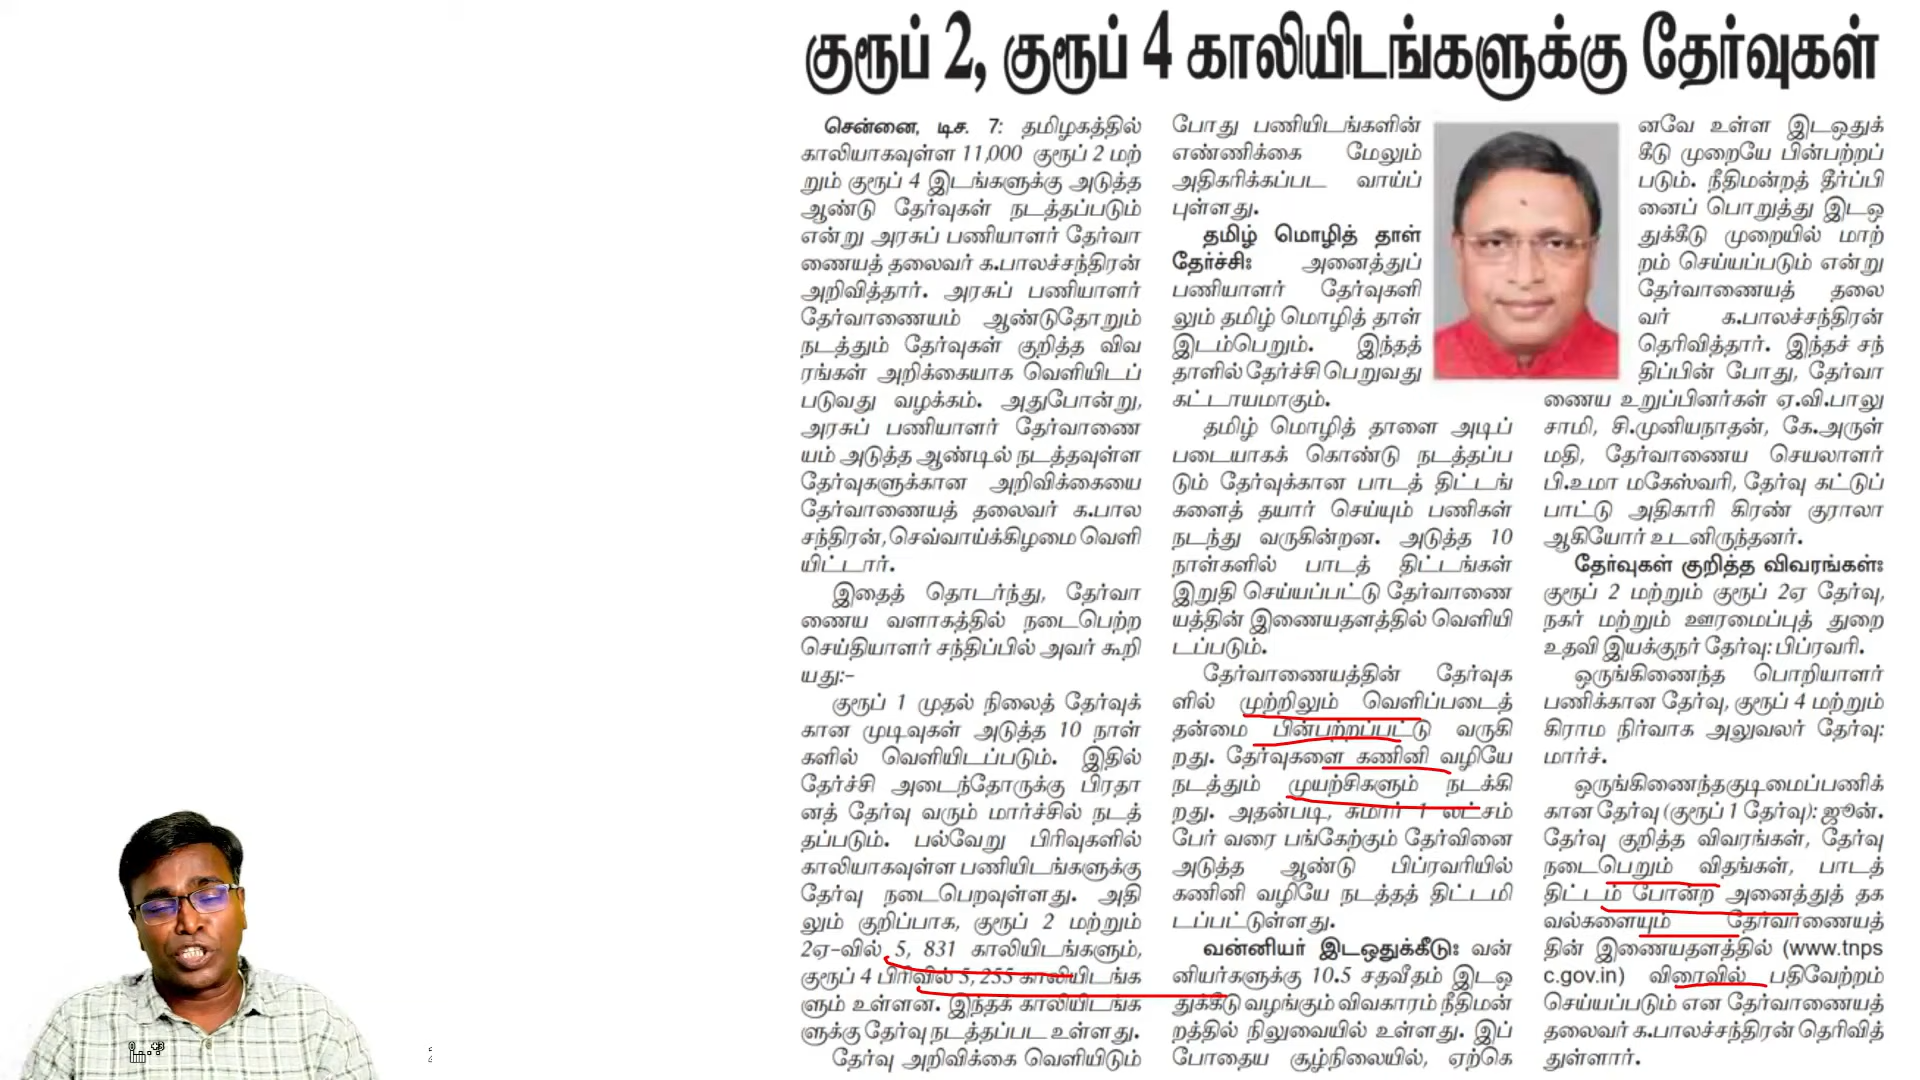 குரூப் 2, குரூப் 4 காலியிடங்களுக்கு தேர்வுகள்
சென்னை, டிச. 7: தமிழகத்தில்
காலியாகவுள்ள 11,000 குரூப் 2 மற்
றும் குரூப் 4 இடங்களுக்கு அடுத்த
ஆண்டு தேர்வுகள் நடத்தப்படும்
என்று அரசுப் பணியாளர் தேர்வா
ணையத் தலைவர் க.பாலச்சந்திரன்
அறிவித்தார். அரசுப் பணியாளர்
தேர்வாணையம் ஆண்டுதோறும்
நடத்தும் தேர்வுகள் குறித்த விவ
ரங்கள் அறிக்கையாக வெளியிடப்
படுவது வழக்கம். அதுபோன்று,
அரசுப் பணியாளர் தேர்வாணை
யம் அடுத்த ஆண்டில் நடத்தவுள்ள
தேர்வுகளுக்கான அறிவிக்கையை
தேர்வாணையத் தலைவர் க.பால
சந்திரன், செவ்வாய்க்கிழமை வெளி
யிட்டார்.
இதைத் தொடர்ந்து, தேர்வா
ணைய வளாகத்தில் நடைபெற்ற
செய்தியாளர் சந்திப்பில் அவர் கூறி
யது:-
குரூப் 1 முதல் நிலைத் தேர்வுக்
கான முடிவுகள் அடுத்த 10 நாள்
களில் வெளியிடப்படும். இதில்
தேர்ச்சி அடைந்தோருக்கு பிரதா
னத் தேர்வு வரும் மார்ச்சில் நடத்
தப்படும். பல்வேறு பிரிவுகளில்
காலியாகவுள்ள பணியிடங்களுக்கு
தேர்வு நடைபெறவுள்ளது. அதி
லும் குறிப்பாக, குரூப் 2 மற்றும்
2ஏ-வில் 5, 831 காலியிடங்களும்,
குரூப் 4 பிரிவில் 5,255 காலியிடங்க
ளும் உள்ளன. இந்தக் காலியிடங்க
ளுக்கு தேர்வு நடத்தப்பட உள்ளது.
தேர்வு அறிவிக்கை வெளியிடும்
போது பணியிடங்களின்
எண்ணிக்கை மேலும்
அதிகரிக்கப்பட வாய்ப்
புள்ளது.
தமிழ் மொழித் தாள்
தேர்ச்சி: அனைத்துப்
பணியாளர் தேர்வுகளி
லும் தமிழ் மொழித் தாள்
இடம்பெறும். இந்தத்
தாளில் தேர்ச்சி பெறுவது
கட்டாயமாகும்.
தமிழ் மொழித் தாளை அடிப்
படையாகக் கொண்டு நடத்தப்ப
டும் தேர்வுக்கான பாடத் திட்டங்
களைத் தயார் செய்யும் பணிகள்
நடந்து வருகின்றன. அடுத்த 10
நாள்களில் பாடத் திட்டங்கள்
இறுதி செய்யப்பட்டு தேர்வாணை
யத்தின் இணையதளத்தில் வெளியி
டப்படும்.
தேர்வாணையத்தின் தேர்வுக
ளில் முற்றிலும் வெளிப்படைத்
தன்மை பின்பற்றப்பட்டு வருகி
றது. தேர்வுகளை கணினி வழியே
நடத்தும் முயற்சிகளும் நடக்கி
றது. அதன்படி, சுமார் 1 லட்சம்
பேர் வரை பங்கேற்கும் தேர்வினை
அடுத்த ஆண்டு பிப்ரவரியில்
கணினி வழியே நடத்தத் திட்டமி
டப்பட்டுள்ளது.
வன்னியர் இடஒதுக்கீடு: வன்
னியர்களுக்கு 10.5 சதவீதம் இடஒ
துக்கீடு வழங்கும் விவகாரம் நீதிமன்
றத்தில் நிலுவையில் உள்ளது. இப்
போதைய சூழ்நிலையில், ஏற்கெ
னவே உள்ள இடஒதுக்
கீடு முறையே பின்பற்றப்
படும். நீதிமன்றத் தீர்ப்பி
னைப் பொறுத்து இடஒ
துக்கீடு முறையில் மாற்
றம் செய்யப்படும் என்று
தேர்வாணையத் தலை
வர் க.பாலச்சந்திரன்
தெரிவித்தார். இந்தச் சந்
திப்பின் போது, தேர்வா
ணைய உறுப்பினர்கள் ஏ.வி.பாலு
சாமி, சி.முனியநாதன், கே.அருள்
மதி, தேர்வாணைய செயலாளர்
பி.உமா மகேஸ்வரி, தேர்வு கட்டுப்
பாட்டு அதிகாரி கிரண் குராலா
ஆகியோர் உடனிருந்தனர்.
தேர்வுகள் குறித்த விவரங்கள்:
குரூப் 2 மற்றும் குரூப் 2ஏ தேர்வு,
நகர் மற்றும் ஊரமைப்புத் துறை
உதவி இயக்குநர் தேர்வு: பிப்ரவரி.
ஒருங்கிணைந்த பொறியாளர்
பணிக்கான தேர்வு, குரூப் 4 மற்றும்
கிராம நிர்வாக அலுவலர் தேர்வு:
மார்ச்.
ஒருங்கிணைந்தகுடிமைப்பணிக்
கான தேர்வு (குரூப் 1 தேர்வு): ஜூன்.
தேர்வு குறித்த விவரங்கள், தேர்வு
நடைபெறும் விதங்கள், பாடத்
திட்டம் போன்ற அனைத்துத் தக
வல்களையும் தேர்வாணையத்
தின் இணையதளத்தில் (www.tnps
c.gov.in) விரைவில் பதிவேற்றம்
செய்யப்படும் என தேர்வாணையத்
தலைவர் க.பாலச்சந்திரன் தெரிவித்
துள்ளார்.